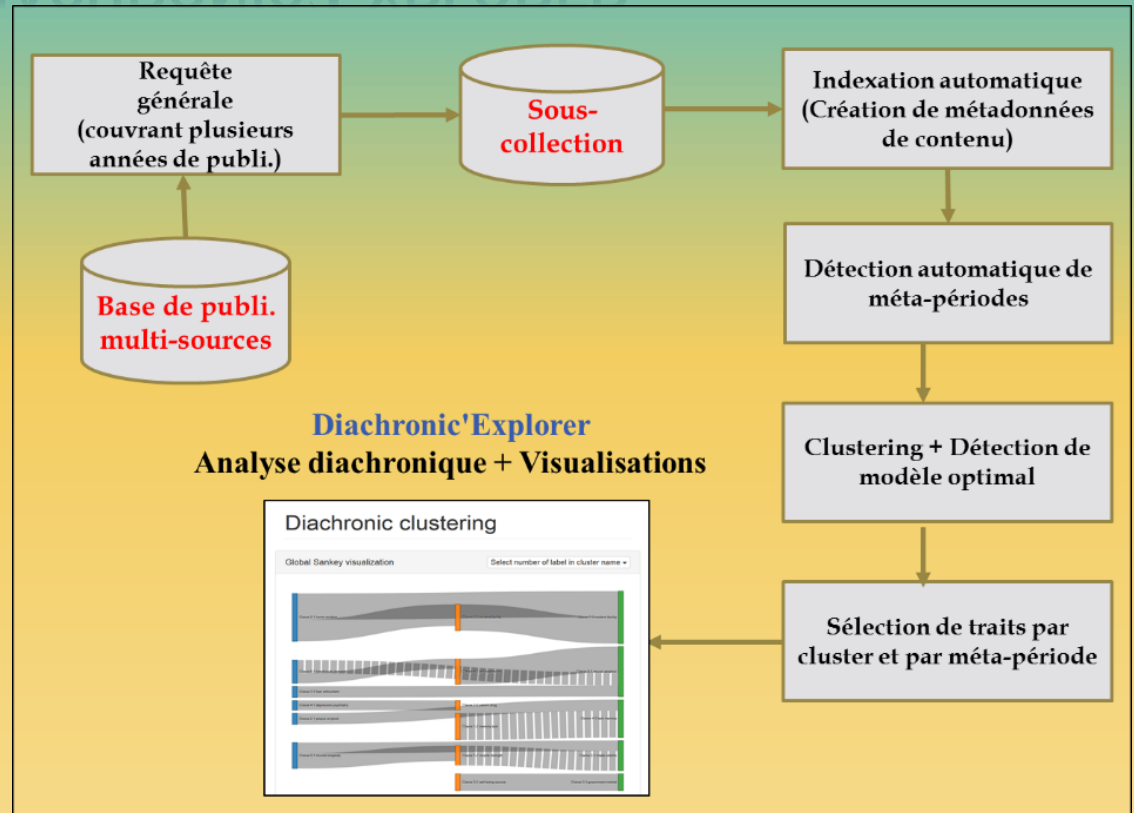 Requête
générale
(couvrant plusieurs
années de publi.)
Sous-
collection
Indexation automatique
(Création de métadonnées
de contenu)
Base de publi.
multi-sources
Détection automatique de
méta-périodes
Clustering + Détection de
modèle optimal
Sélection de traits par
cluster et par méta-période
Diachronic'Explorer
Analyse diachronique + Visualisations
Diachronic clustering
Global Sankey visualization
Select number of label in cluster name